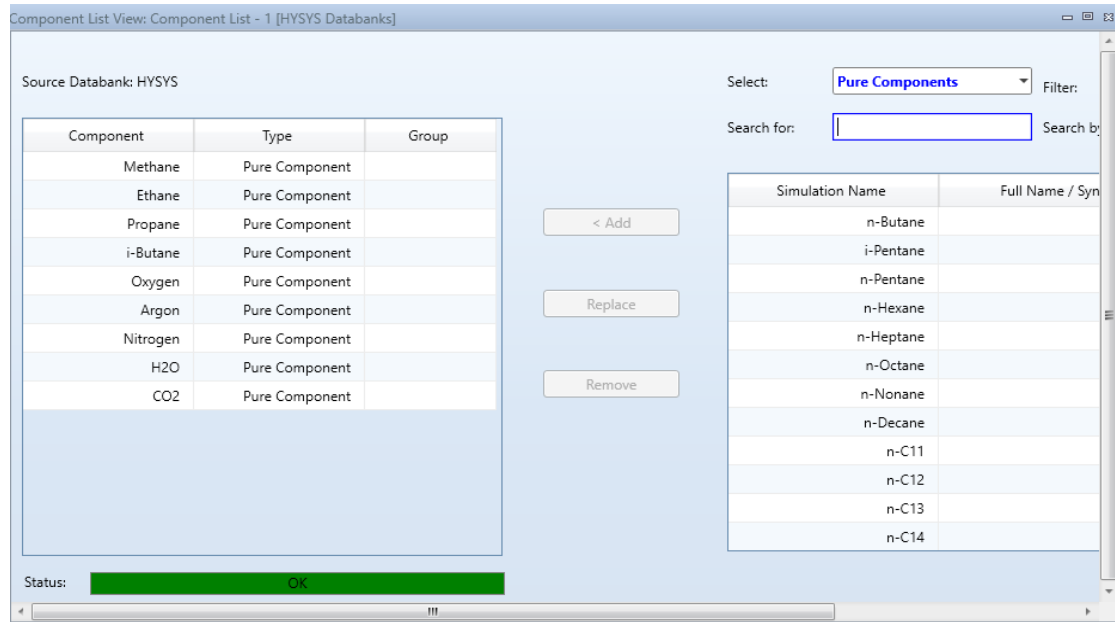 Component List View: Component List - 1 [HYSYS Databanks]
Source Databank: HYSYS
Select: Pure Components Filter:
Search for: Search by
Component Type Group
Methane Pure Component
Ethane Pure Component
Propane Pure Component
i-Butane Pure Component
Oxygen Pure Component
Argon Pure Component
Nitrogen Pure Component
H2O Pure Component
CO2 Pure Component
< Add
Replace
Remove
Simulation Name Full Name / Syn
n-Butane
i-Pentane
n-Pentane
n-Hexane
n-Heptane
n-Octane
n-Nonane
n-Decane
n-C11
n-C12
n-C13
n-C14
Status: OK